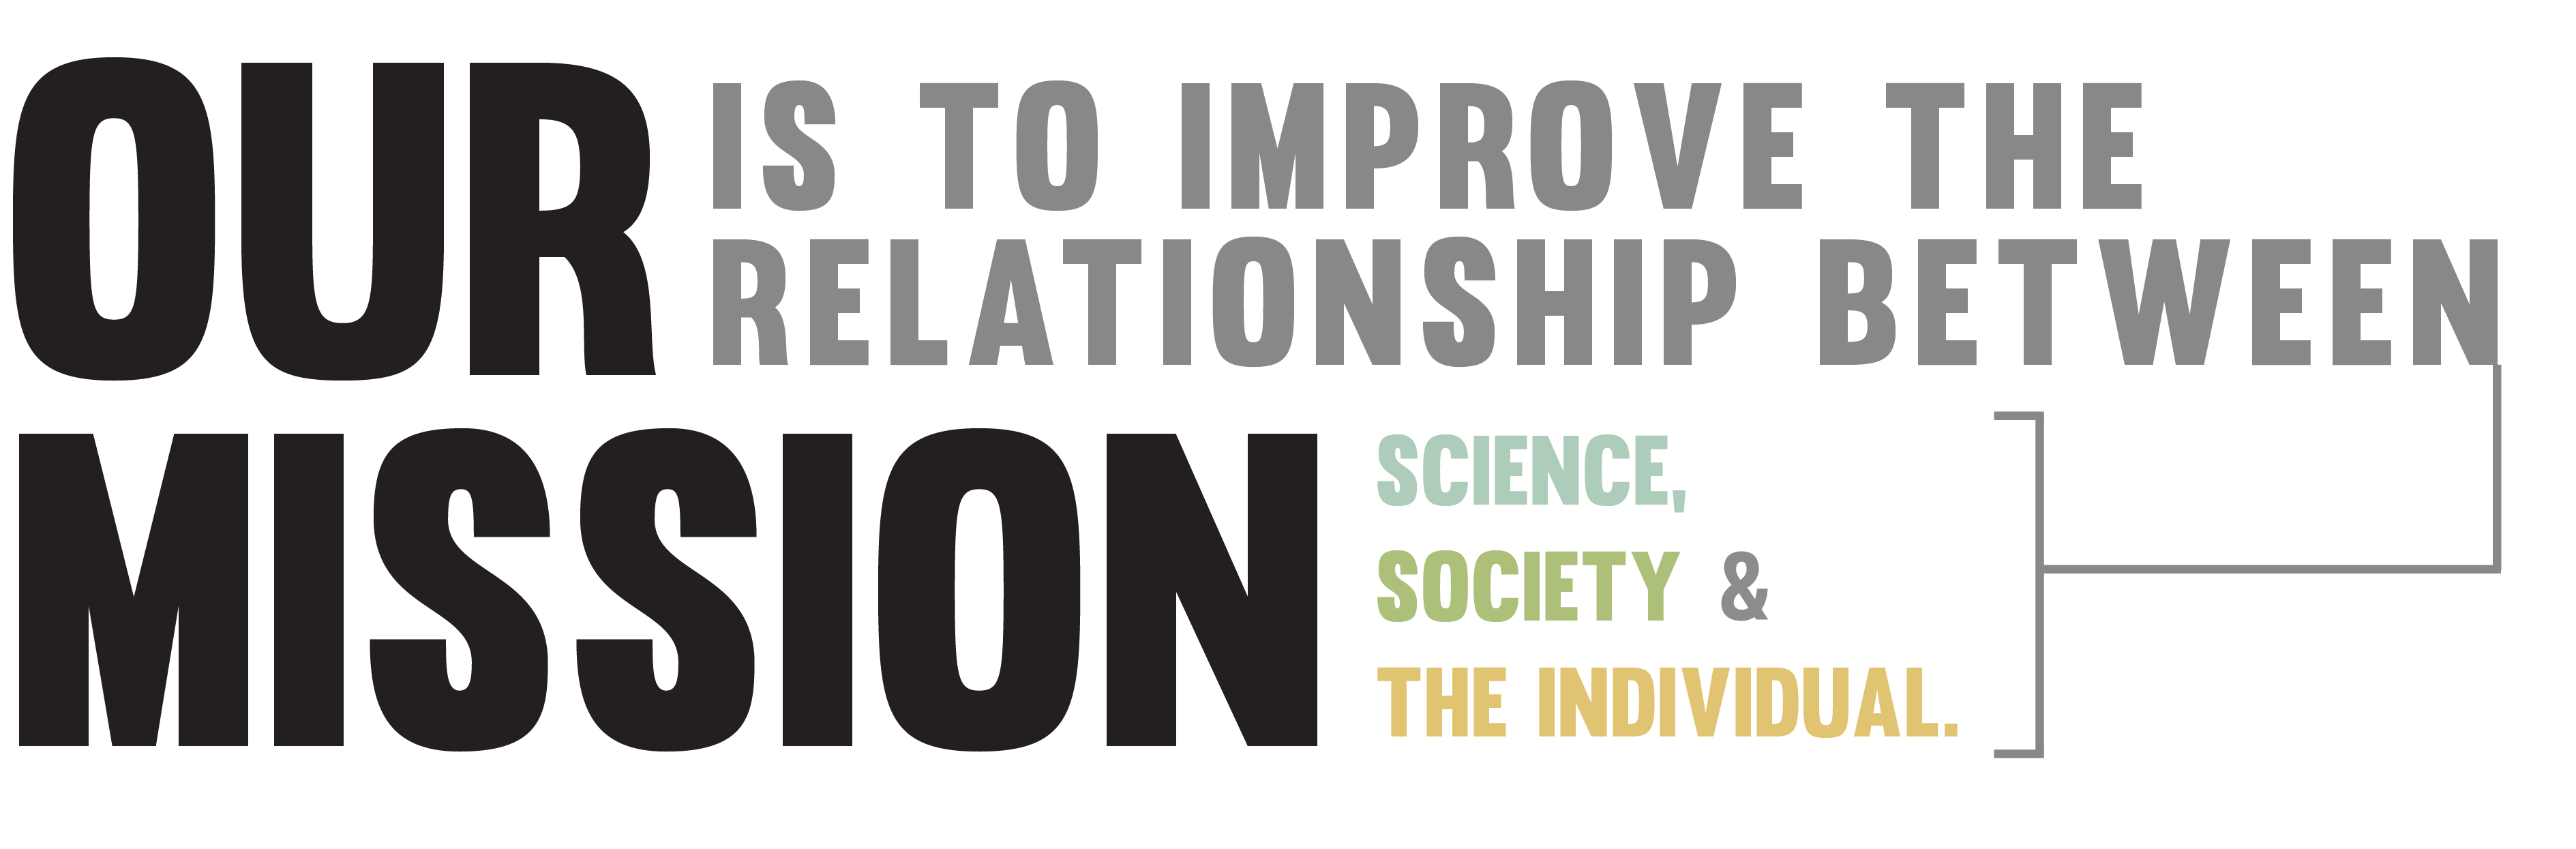 OUR
MISSION
IS TO IMPROVE THE
RELATIONSHIP BETWEEN
SCIENCE,
SOCIETY &
THE INDIVIDUAL.